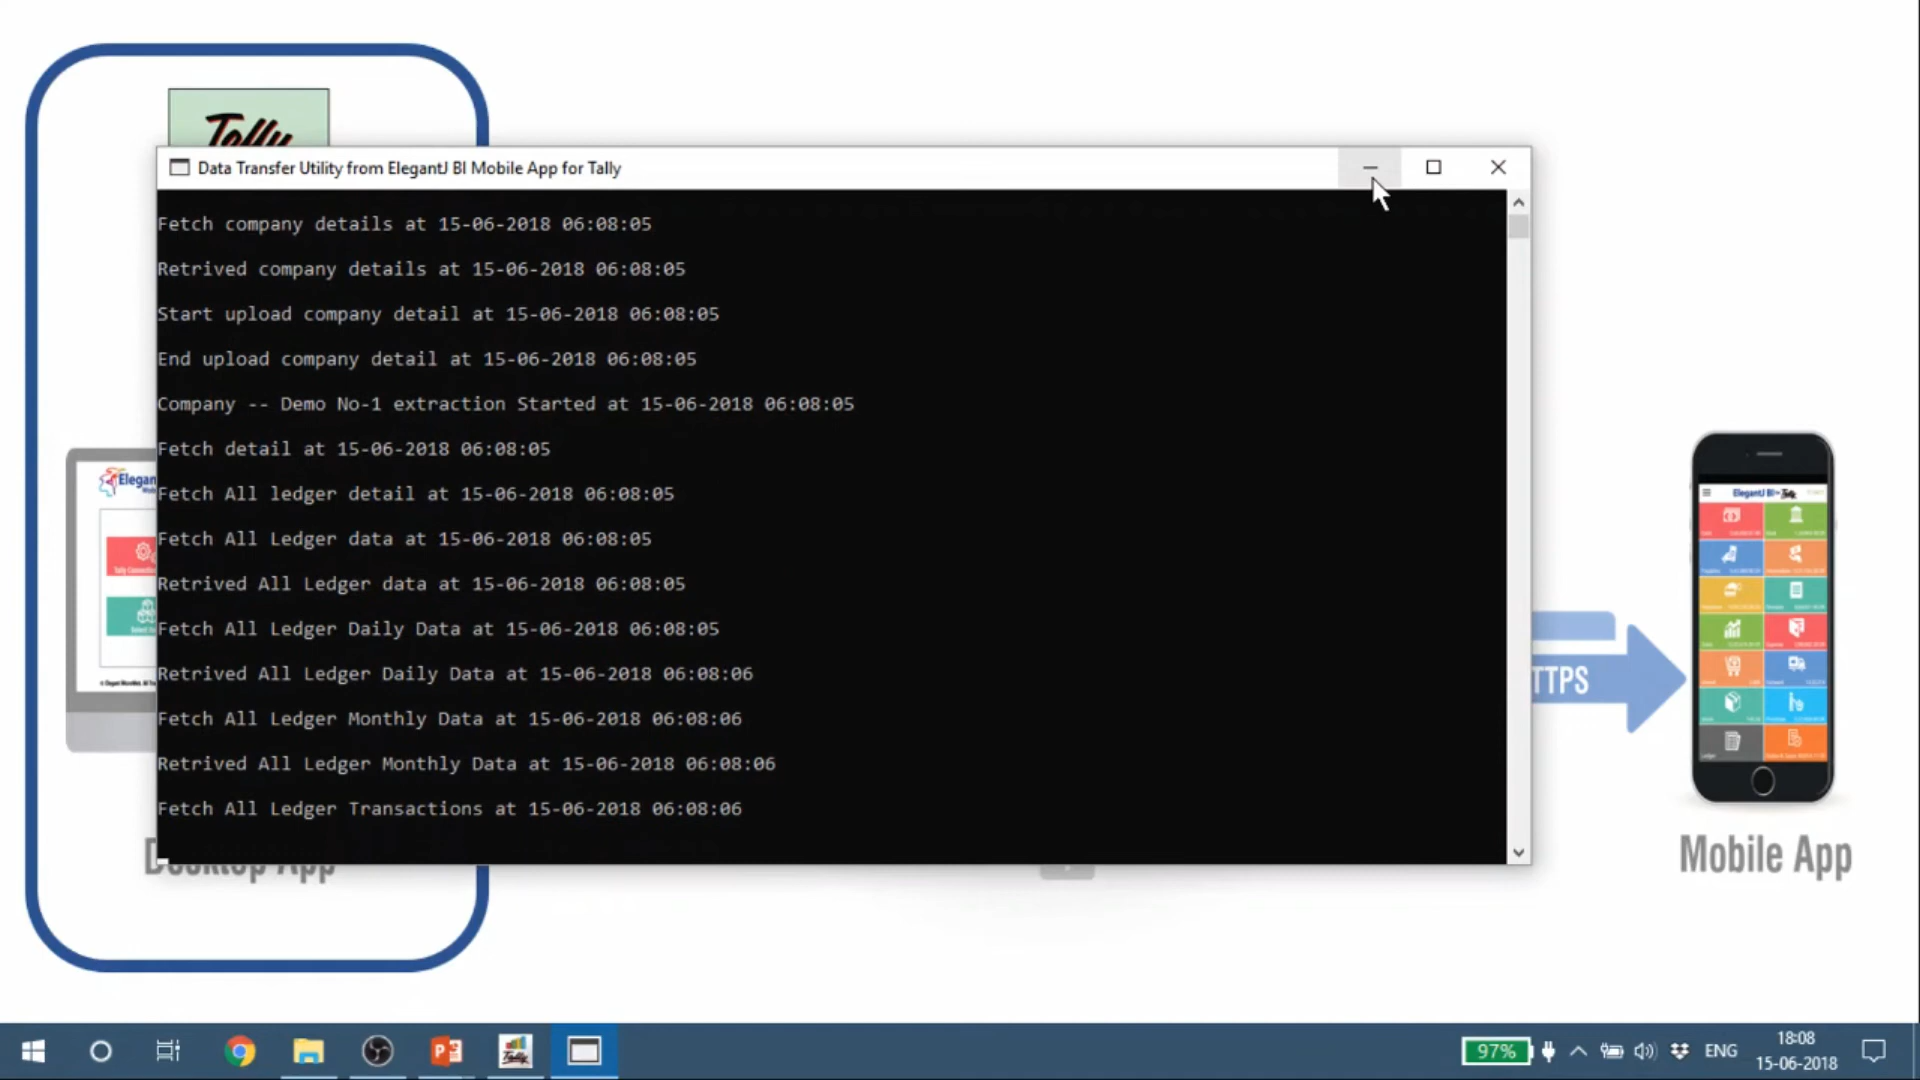 Tally
Data Transfer Utility from ElegantJ BI Mobile App for Tally
Fetch company details at 15-06-2018 06:08:05
Retrived company details at 15-06-2018 06:08:05
Start upload company detail at 15-06-2018 06:08:05
End upload company detail at 15-06-2018 06:08:05
Company -- Demo No-1 extraction Started at 15-06-2018 06:08:05
Fetch detail at 15-06-2018 06:08:05
Fetch All ledger detail at 15-06-2018 06:08:05
Fetch All Ledger data at 15-06-2018 06:08:05
Retrived All Ledger data at 15-06-2018 06:08:05
Fetch All Ledger Daily Data at 15-06-2018 06:08:05
Retrived All Ledger Daily Data at 15-06-2018 06:08:06
Fetch All Ledger Monthly Data at 15-06-2018 06:08:06
Retrived All Ledger Monthly Data at 15-06-2018 06:08:06
Fetch All Ledger Transactions at 15-06-2018 06:08:06
Elegan
TTPS
ElegantJ BI Tally
Desktop App
Mobile App
97%
ENG
18:08
15-06-2018